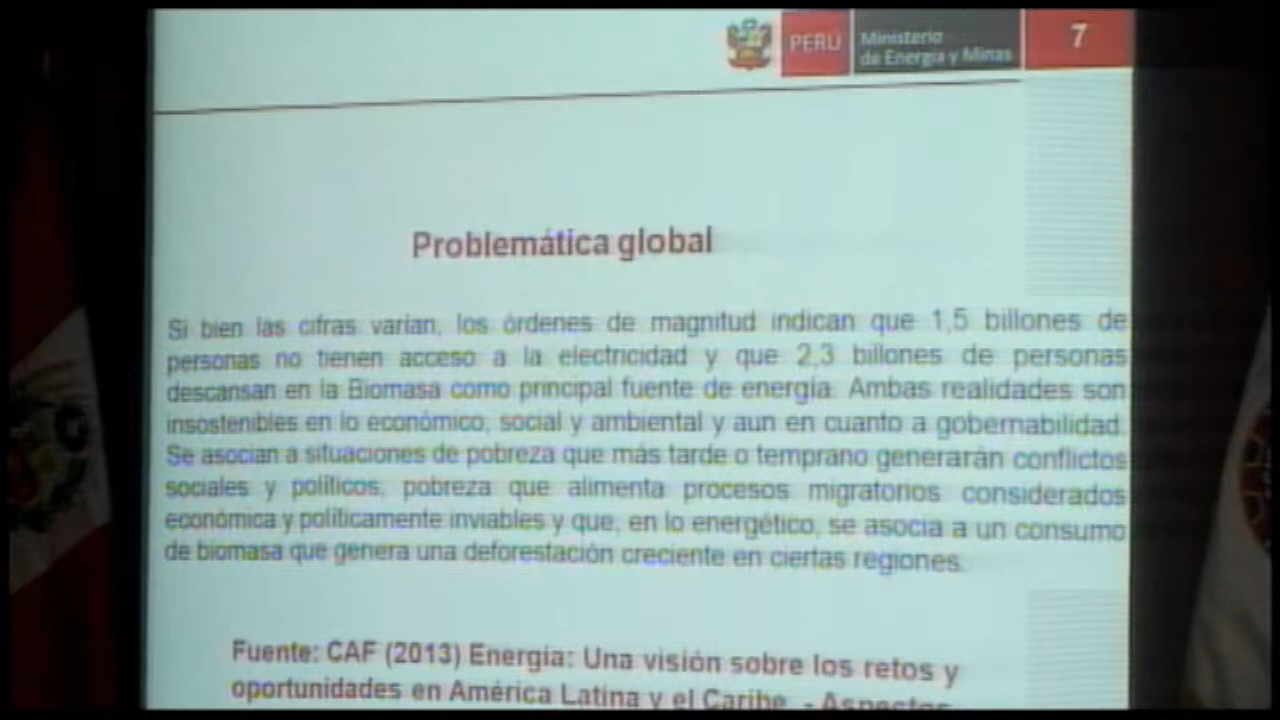 PERÚ
Ministerio
de Energía y Minas
7
Problemática global
Si bien las cifras varian, los órdenes de magnitud indican que 1,5 billones de
personas no tienen acceso a la electricidad y que 2,3 billones de personas
descansan en la Biomasa como principal fuente de energía. Ambas realidades son
insostenibles en lo económico, social y ambiental y aun en cuanto a gobernabilidad.
Se asocian a situaciones de pobreza que más tarde o temprano generarán conflictos
sociales y políticos, pobreza que alimenta procesos migratorios considerados
económica y políticamente inviables y que, en lo energético, se asocia a un consumo
de biomasa que genera una deforestación creciente en ciertas regiones.
Fuente: CAF (2013) Energía: Una visión sobre los retos y
oportunidades en América Latina y el Caribe. - Aspectos